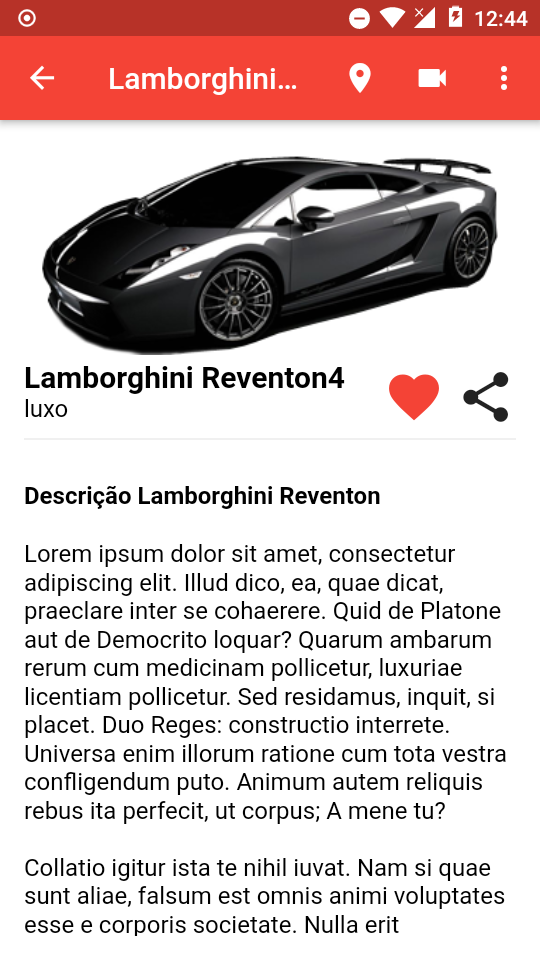 12:44
Lamborghini...
Lamborghini Reventon4
luxo
Descrição Lamborghini Reventon
Lorem ipsum dolor sit amet, consectetur
adipiscing elit. Illud dico, ea, quae dicat,
praeclare inter se cohaerere. Quid de Platone
aut de Democrito loquar? Quarum ambarum
rerum cum medicinam pollicetur, luxuriae
licentiam pollicetur. Sed residamus, inquit, si
placet. Duo Reges: constructio interrete.
Universa enim illorum ratione cum tota vestra
confligendum puto. Animum autem reliquis
rebus ita perfecit, ut corpus; A mene tu?
Collatio igitur ista te nihil iuvat. Nam si quae
sunt aliae, falsum est omnis animi voluptates
esse e corporis societate. Nulla erit